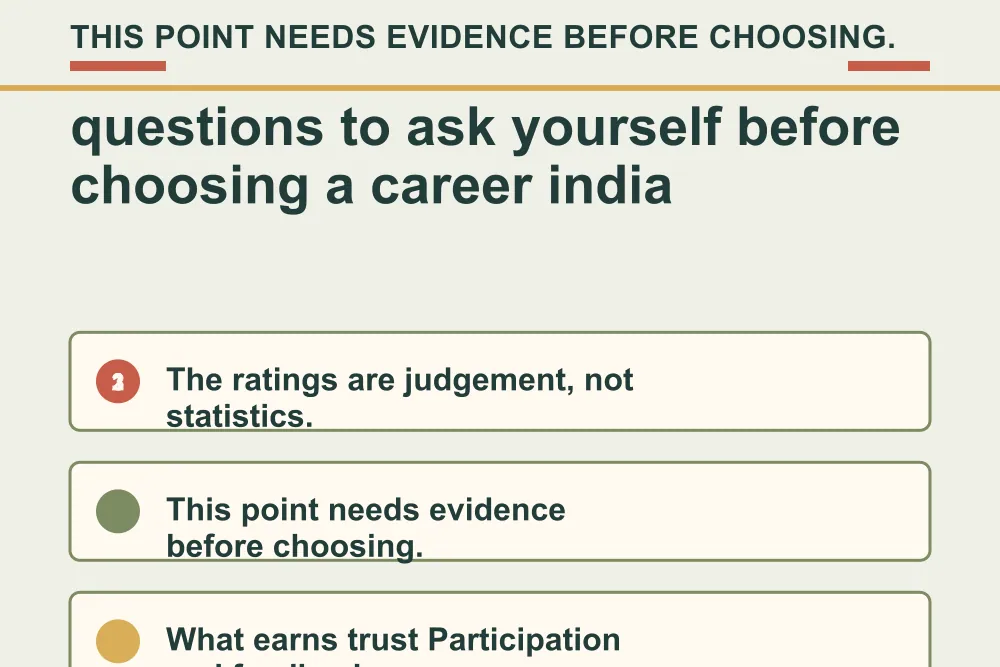 THIS POINT NEEDS EVIDENCE BEFORE CHOOSING.
questions to ask yourself before
choosing a career india
The ratings are judgement, not
statistics.
This point needs evidence
before choosing.
What earns trust Participation